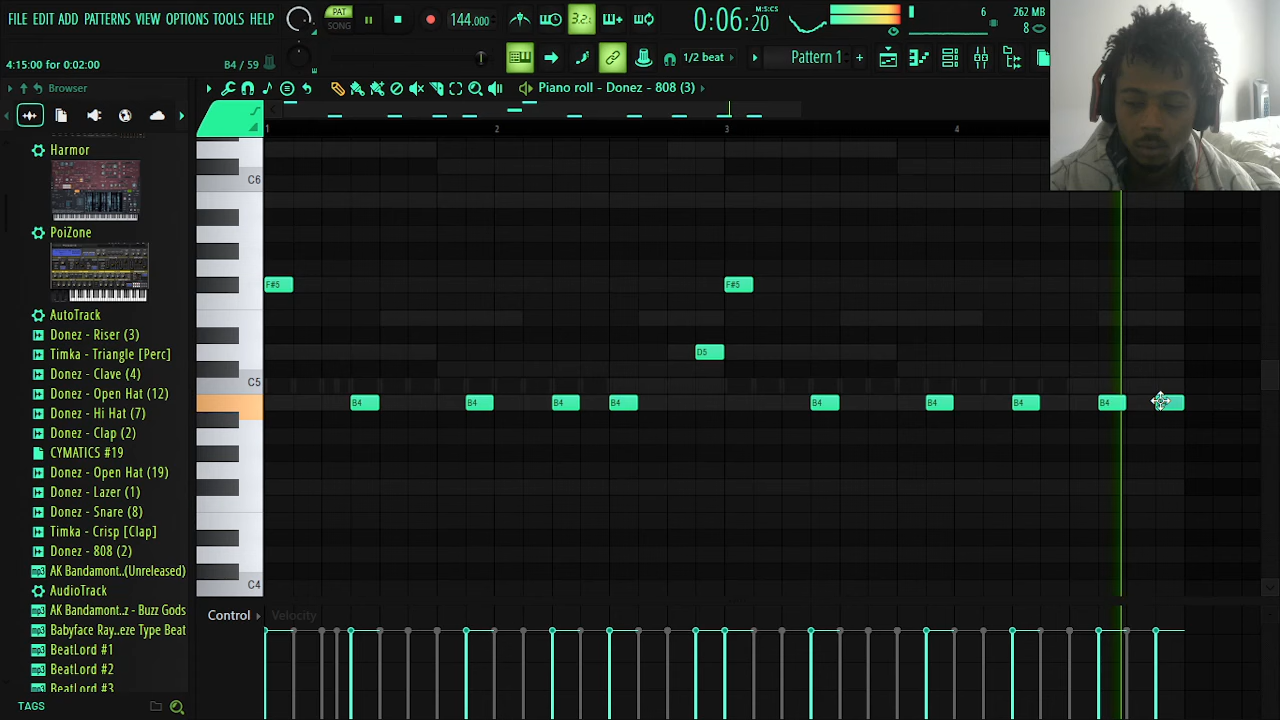 FILE EDIT ADD PATTERNS VIEW OPTIONS TOOLS HELP
PAT
SONG
144.000
3.2
0:06:20
M:S:CS
6
262 MB
8
4:15:00 for 0:02:00
B4 / 59
1/2 beat
Pattern 1
Browser
Piano roll - Donez - 808 (3)
1
2
3
4
Harmor
PoiZone
AutoTrack
Donez - Riser (3)
Timka - Triangle [Perc]
Donez - Clave (4)
Donez - Open Hat (12)
Donez - Hi Hat (7)
Donez - Clap (2)
CYMATICS #19
Donez - Open Hat (19)
Donez - Lazer (1)
Donez - Snare (8)
Timka - Crisp [Clap]
Donez - 808 (2)
AK Bandamont..(Unreleased)
AudioTrack
AK Bandamont..z - Buzz Gods
Babyface Ray..eze Type Beat
BeatLord #1
BeatLord #2
BeatLord #3
TAGS
C6
F#5
F#5
D5
C5
B4
B4
B4
B4
B4
B4
B4
B4
C4
Control
Velocity